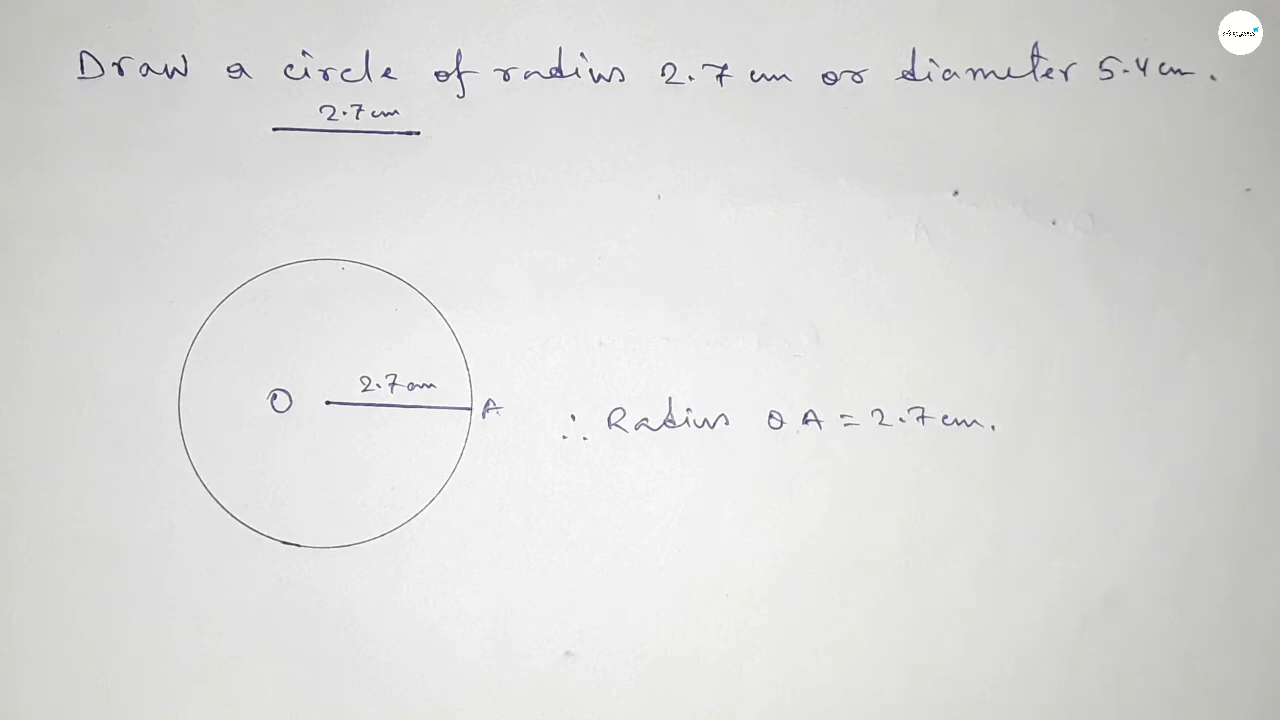 Draw a circle of radius 2.7 cm or diameter 5.4 cm.
2.7 cm
2.7 cm
O
A
∴ Radius OA = 2.7 cm.